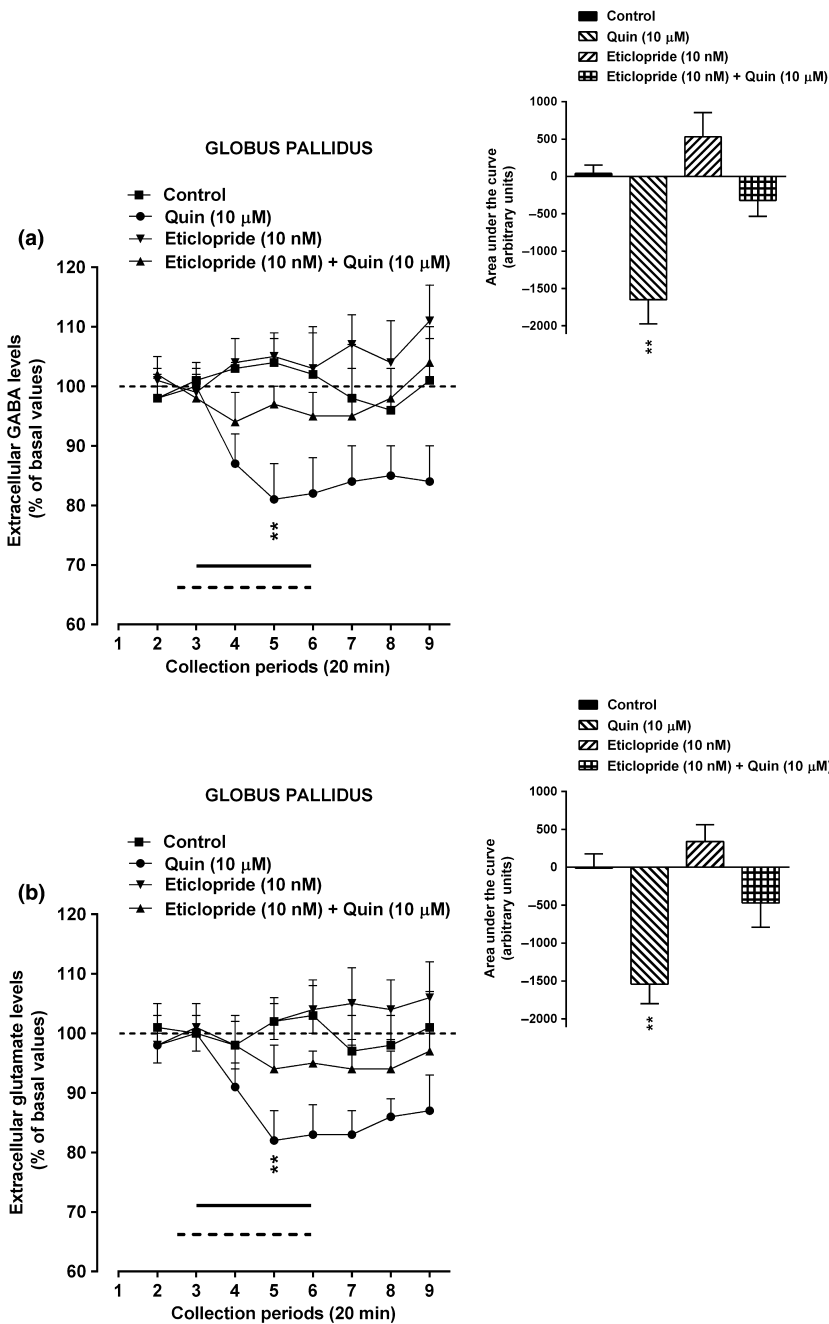 Control
Quin (10 µM)
Eticlopride (10 nM)
Eticlopride (10 nM) + Quin (10 µM)
1000
500
0
−500
−1000
−1500
−2000
Area under the curve
(arbitrary units)
**
GLOBUS PALLIDUS
Control
Quin (10 µM)
Eticlopride (10 nM)
Eticlopride (10 nM) + Quin (10 µM)
(a)
120
110
100
90
80
70
60
Extracellular GABA levels
(% of basal values)
**
1 2 3 4 5 6 7 8 9
Collection periods (20 min)
Control
Quin (10 µM)
Eticlopride (10 nM)
Eticlopride (10 nM) + Quin (10 µM)
1000
500
0
−500
−1000
−1500
−2000
Area under the curve
(arbitrary units)
**
GLOBUS PALLIDUS
Control
Quin (10 µM)
Eticlopride (10 nM)
Eticlopride (10 nM) + Quin (10 µM)
(b)
120
110
100
90
80
70
60
Extracellular glutamate levels
(% of basal values)
**
1 2 3 4 5 6 7 8 9
Collection periods (20 min)